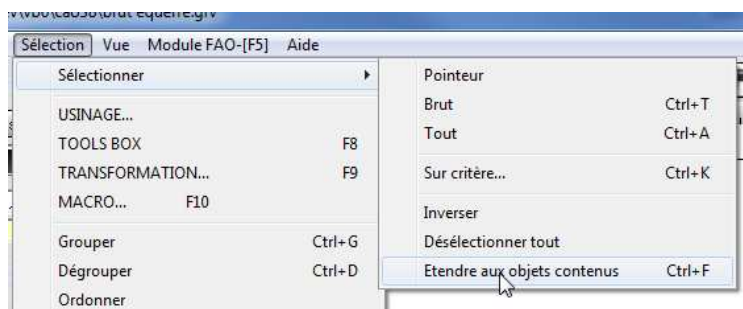 Sélection Vue Module FAO-[F5] Aide
Sélectionner
USINAGE...
TOOLS BOX F8
TRANSFORMATION... F9
MACRO... F10
Grouper Ctrl+G
Dégrouper Ctrl+D
Ordonner
Pointeur
Brut Ctrl+T
Tout Ctrl+A
Sur critère... Ctrl+K
Inverser
Désélectionner tout
Etendre aux objets contenus Ctrl+F